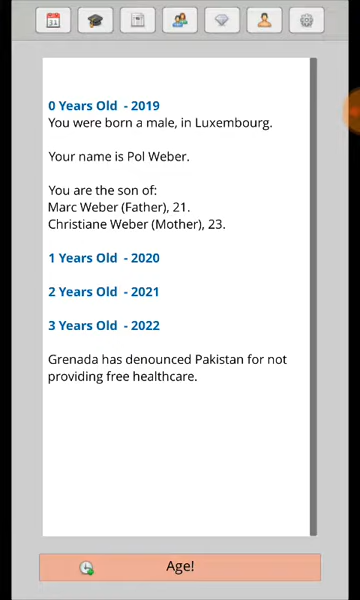 31
0 Years Old - 2019
You were born a male, in Luxembourg.
Your name is Pol Weber.
You are the son of:
Marc Weber (Father), 21.
Christiane Weber (Mother), 23.
1 Years Old - 2020
2 Years Old - 2021
3 Years Old - 2022
Grenada has denounced Pakistan for not
providing free healthcare.
Age!